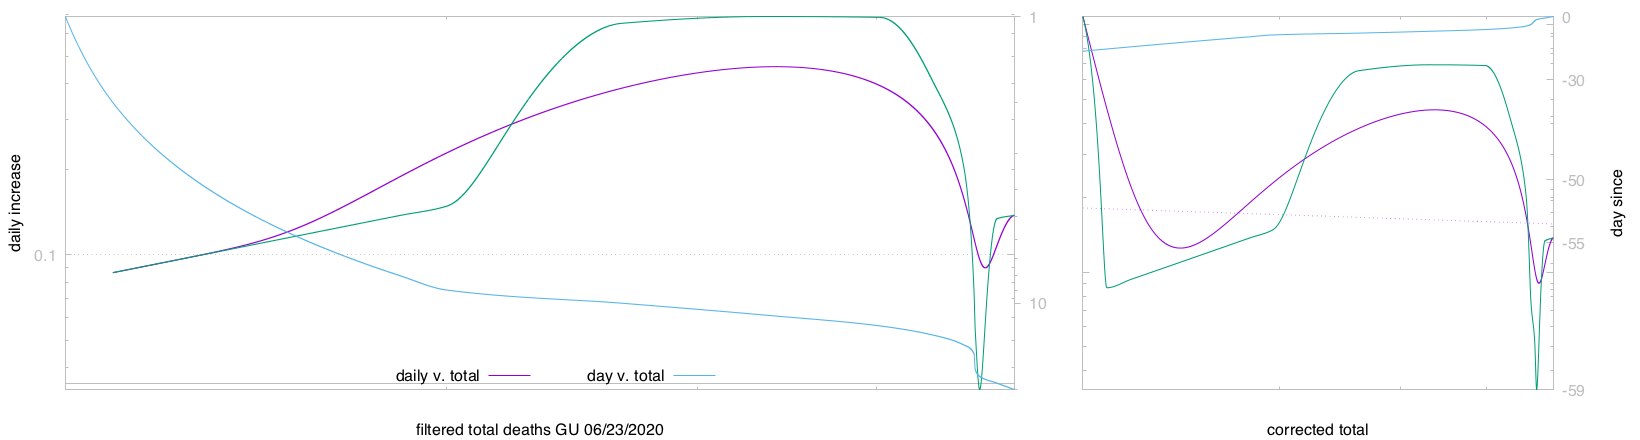 daily increase
0.1
daily v. total
day v. total
1
10
filtered total deaths GU 06/23/2020
0
-30
-50
-55
-59
day since
corrected total